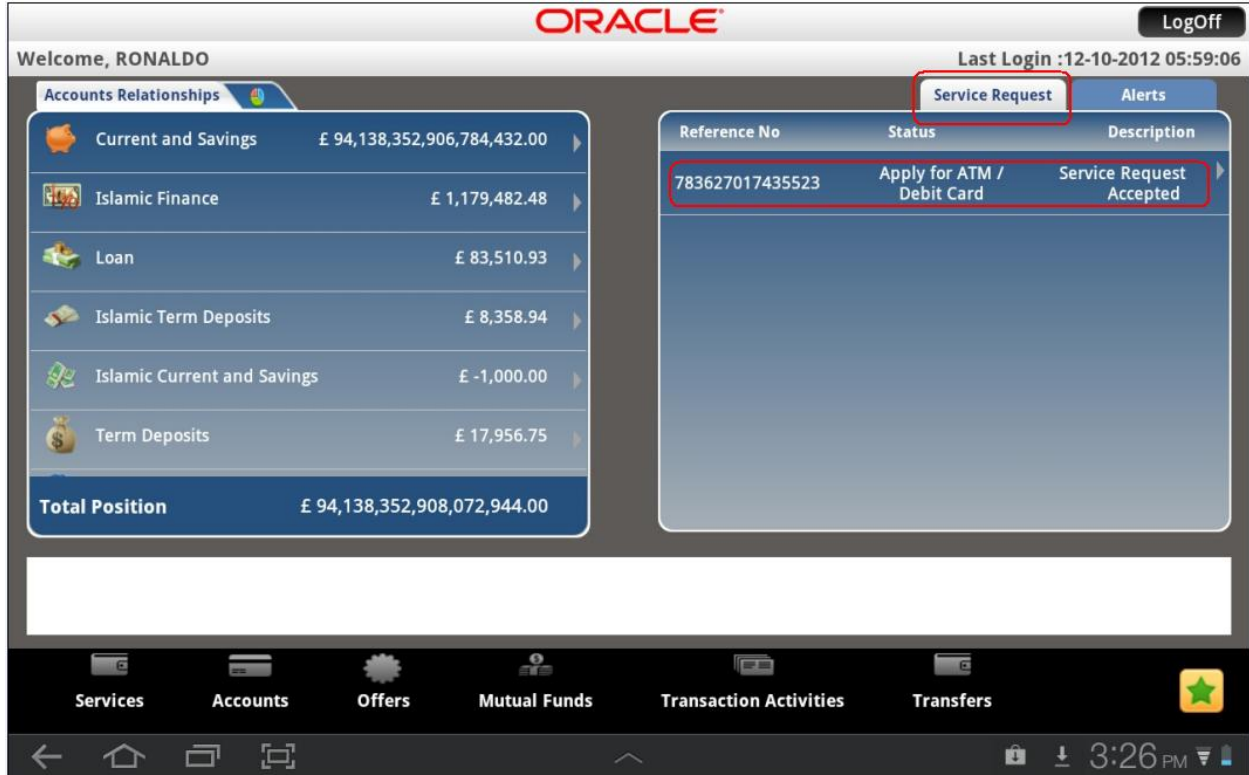 ORACLE
LogOff
Welcome, RONALDO
Last Login :12-10-2012 05:59:06
Accounts Relationships
Current and Savings £ 94,138,352,906,784,432.00
Islamic Finance £ 1,179,482.48
Loan £ 83,510.93
Islamic Term Deposits £ 8,358.94
Islamic Current and Savings £ -1,000.00
Term Deposits £ 17,956.75
Total Position £ 94,138,352,908,072,944.00
Service Request Alerts
Reference No Status Description
783627017435523 Apply for ATM / Service Request
Debit Card Accepted
Services Accounts Offers Mutual Funds Transaction Activities Transfers
3:26 PM